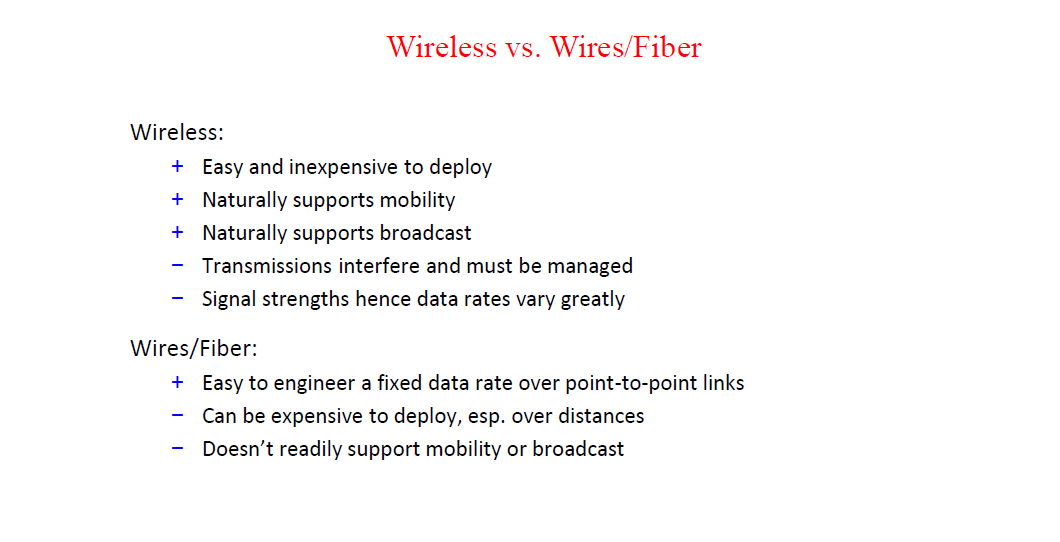 Wireless vs. Wires/Fiber
Wireless:
+ Easy and inexpensive to deploy
+ Naturally supports mobility
+ Naturally supports broadcast
− Transmissions interfere and must be managed
− Signal strengths hence data rates vary greatly
Wires/Fiber:
+ Easy to engineer a fixed data rate over point-to-point links
− Can be expensive to deploy, esp. over distances
− Doesn’t readily support mobility or broadcast